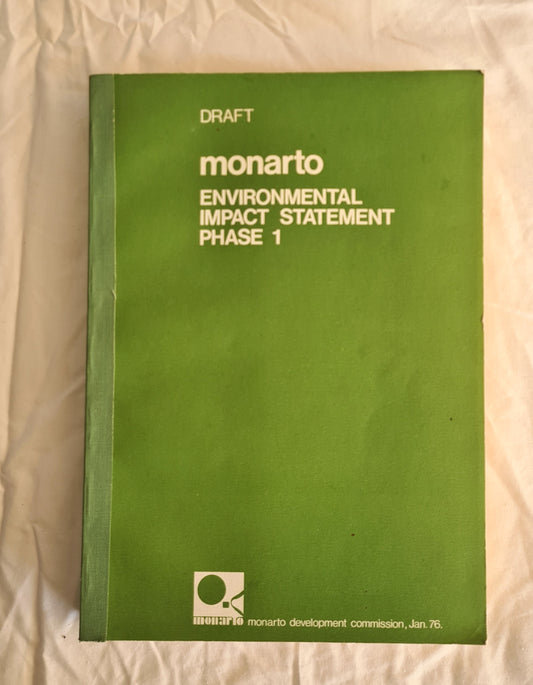 DRAFT
monarto
ENVIRONMENTAL
IMPACT STATEMENT
PHASE 1
monarto
monarto development commission, Jan. 76.